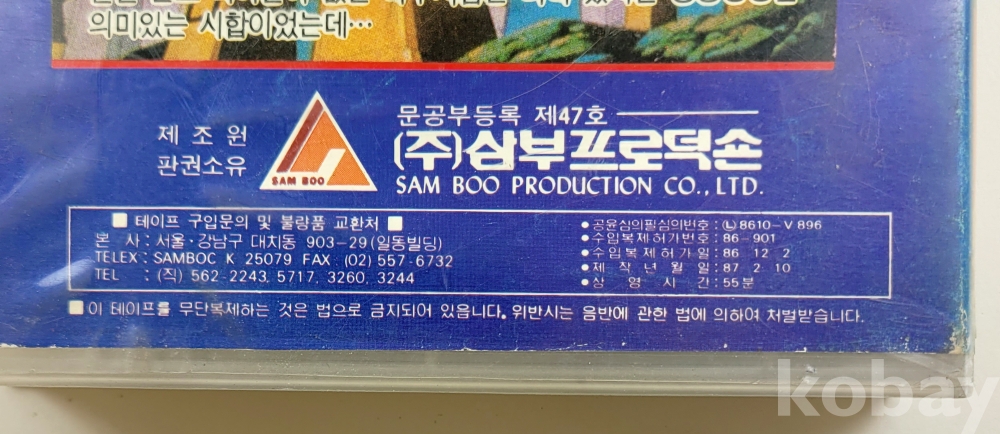 의미있는 시합이었는데…
제조원
판권소유
SAM BOO
문공부등록 제47호
(주)삼부프로덕숀
SAM BOO PRODUCTION CO., LTD.
■ 테이프 구입문의 및 불량품 교환처 ■
본 사 : 서울·강남구 대치동 903-29 (일동빌딩)
TELEX : SAMBOC K 25079 FAX (02) 557-6732
TEL : (직) 562-2243, 5717, 3260, 3244
● 공윤심의필심의번호 : Ⓛ8610-V 896
● 수입복제허가번호 : 86-901
● 수입복제허가일 : 86 12 2
● 제작년월일 : 87 2 10
● 상영시간 : 55분
■ 이 테이프를 무단복제하는 것은 법으로 금지되어 있읍니다. 위반시는 음반에 관한 법에 의하여 처벌받습니다.
kobay